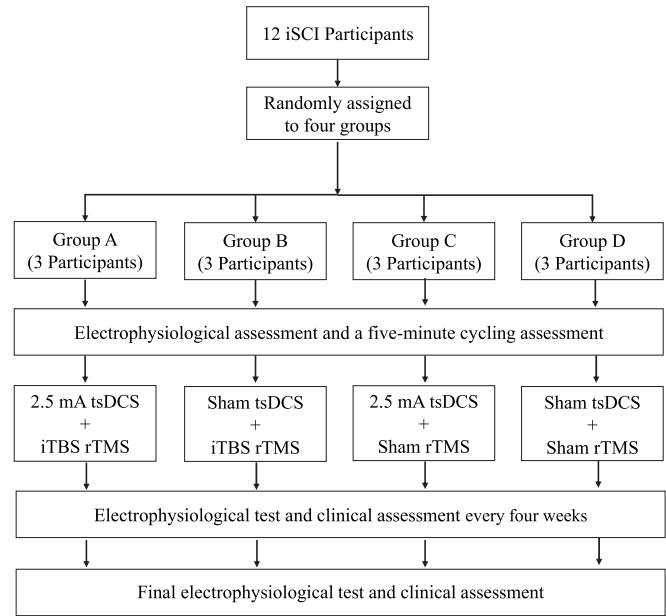 12 iSCI Participants
Randomly assigned
to four groups
Group A
(3 Participants)
Group B
(3 Participants)
Group C
(3 Participants)
Group D
(3 Participants)
Electrophysiological assessment and a five-minute cycling assessment
2.5 mA tsDCS
+
iTBS rTMS
Sham tsDCS
+
iTBS rTMS
2.5 mA tsDCS
+
Sham rTMS
Sham tsDCS
+
Sham rTMS
Electrophysiological test and clinical assessment every four weeks
Final electrophysiological test and clinical assessment